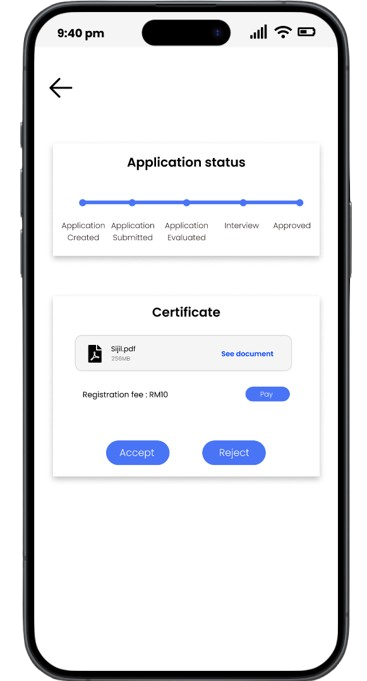 9:40 pm
Application status
Application Created
Application Submitted
Application Evaluated
Interview
Approved
Certificate
Sijil.pdf
256MB
See document
Registration fee : RM10
Pay
Accept
Reject